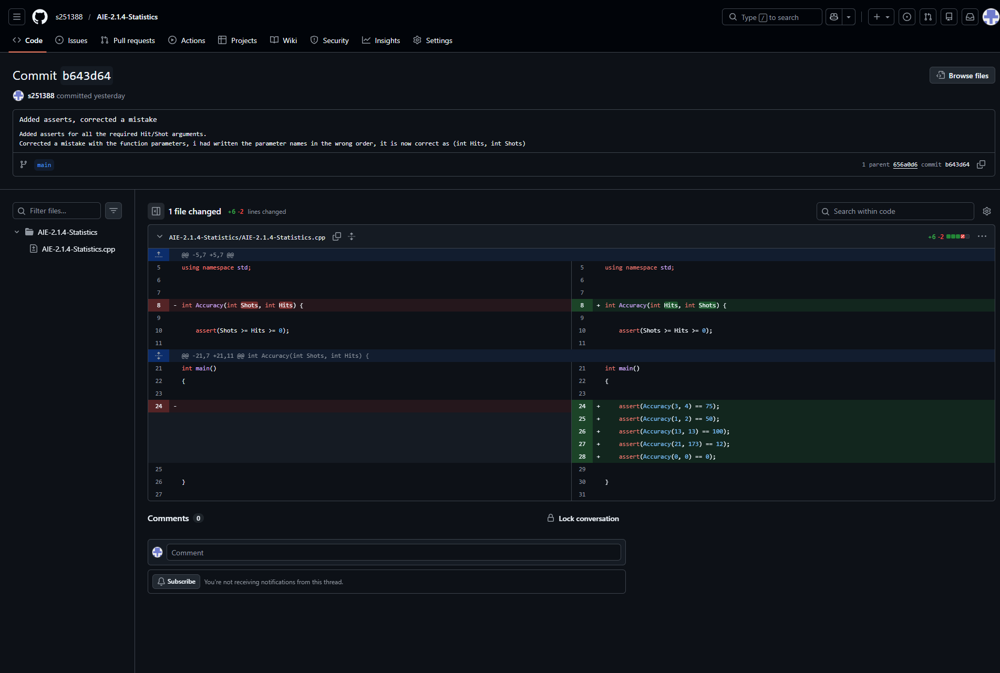 s251388 / AIE-2.1.4-Statistics
Type / to search
Code Issues Pull requests Actions Projects Wiki Security Insights Settings
Commit b643d64
Browse files
s251388 committed yesterday
Added asserts, corrected a mistake
Added asserts for all the required Hit/Shot arguments.
Corrected a mistake with the function parameters, i had written the parameter names in the wrong order, it is now correct as (int Hits, int Shots)
main
1 parent 656a0d6 commit b643d64
Filter files...
AIE-2.1.4-Statistics
AIE-2.1.4-Statistics.cpp
1 file changed +6 -2 lines changed
Search within code
AIE-2.1.4-Statistics/AIE-2.1.4-Statistics.cpp
+6 -2
@@ -5,7 +5,7 @@
5 using namespace std; 5 using namespace std;
6 6
7 7
8 - int Accuracy(int Shots, int Hits) { 8 + int Accuracy(int Hits, int Shots) {
9 9
10 assert(Shots >= Hits >= 0); 10 assert(Shots >= Hits >= 0);
11 11
@@ -21,7 +21,11 @@ int Accuracy(int Shots, int Hits) {
21 int main() 21 int main()
22 { 22 {
23 23
24 - 24 + assert(Accuracy(3, 4) == 75);
25 + assert(Accuracy(1, 2) == 50);
26 + assert(Accuracy(13, 13) == 100);
27 + assert(Accuracy(21, 173) == 12);
28 + assert(Accuracy(0, 0) == 0);
25 29
26 } 30 }
27 31
Comments 0
Lock conversation
Comment
Subscribe You're not receiving notifications from this thread.